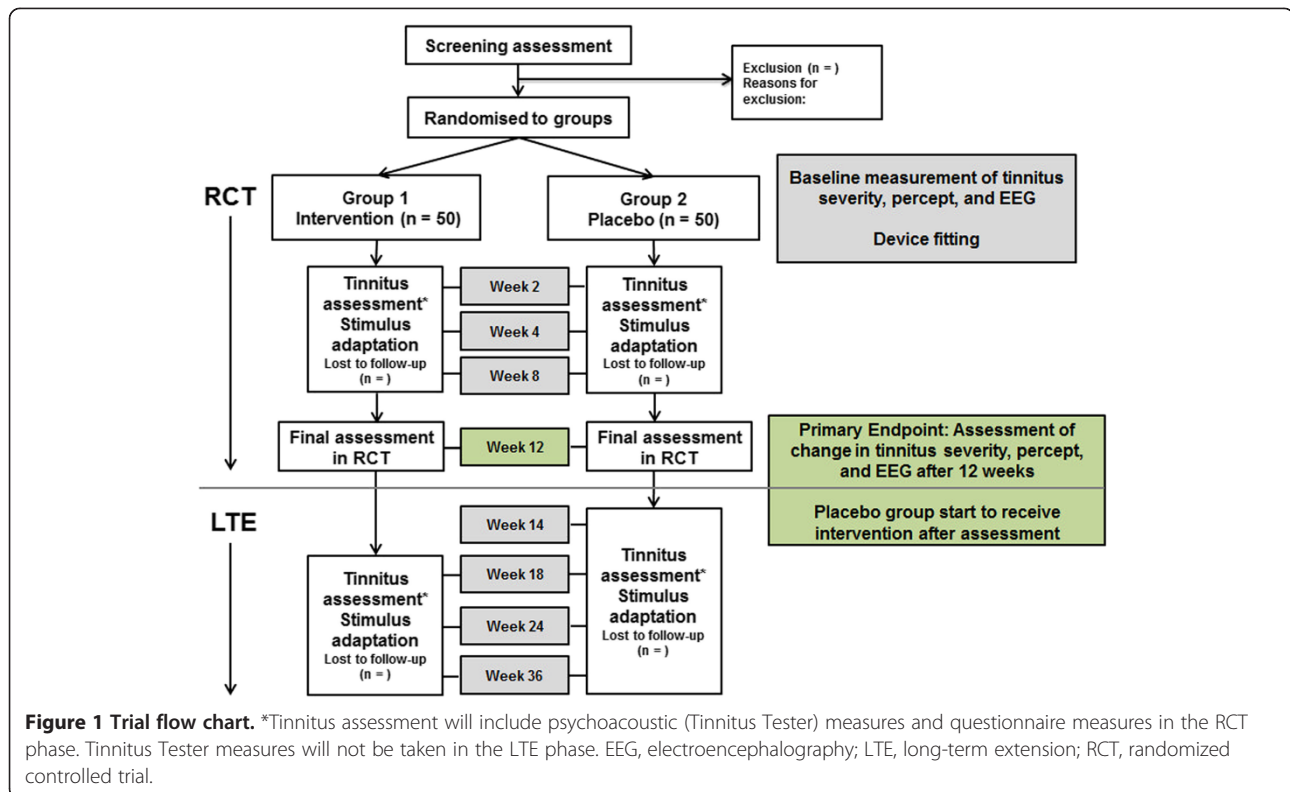 Screening assessment
Exclusion (n = )
Reasons for
exclusion:
Randomised to groups
RCT
Group 1
Intervention (n = 50)
Group 2
Placebo (n = 50)
Baseline measurement of tinnitus
severity, percept, and EEG
Device fitting
Tinnitus
assessment*
Stimulus
adaptation
Lost to follow-up
(n = )
Week 2
Week 4
Week 8
Tinnitus
assessment*
Stimulus
adaptation
Lost to follow-up
(n = )
Final assessment
in RCT
Week 12
Final assessment
in RCT
Primary Endpoint: Assessment of
change in tinnitus severity, percept,
and EEG after 12 weeks
Placebo group start to receive
intervention after assessment
LTE
Tinnitus
assessment*
Stimulus
adaptation
Lost to follow-up
(n = )
Week 14
Week 18
Week 24
Week 36
Tinnitus
assessment*
Stimulus
adaptation
Lost to follow-up
(n = )
Figure 1 Trial flow chart. *Tinnitus assessment will include psychoacoustic (Tinnitus Tester) measures and questionnaire measures in the RCT
phase. Tinnitus Tester measures will not be taken in the LTE phase. EEG, electroencephalography; LTE, long-term extension; RCT, randomized
controlled trial.